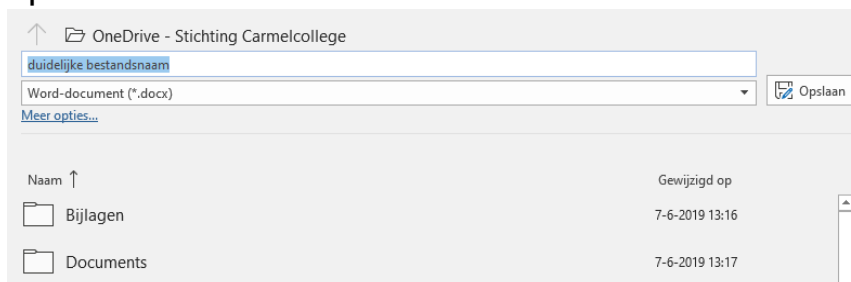 OneDrive - Stichting Carmelcollege
duidelijke bestandsnaam
Word-document (*.docx)
Opslaan
Meer opties...
Naam ↑
Gewijzigd op
Bijlagen
7-6-2019 13:16
Documents
7-6-2019 13:17